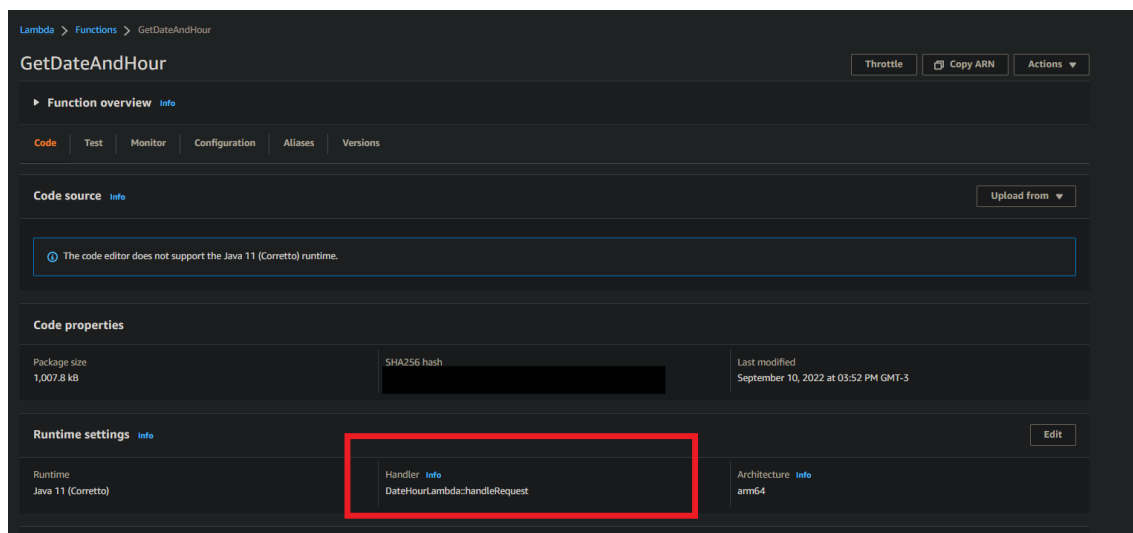 Lambda > Functions > GetDateAndHour
GetDateAndHour
Throttle Copy ARN Actions
Function overview Info
Code Test Monitor Configuration Aliases Versions
Code source Info
Upload from
The code editor does not support the Java 11 (Corretto) runtime.
Code properties
Package size SHA256 hash Last modified
1,007.8 kB September 10, 2022 at 03:52 PM GMT-3
Runtime settings Info
Edit
Runtime Handler Info Architecture Info
Java 11 (Corretto) DateHourLambda::handleRequest arm64